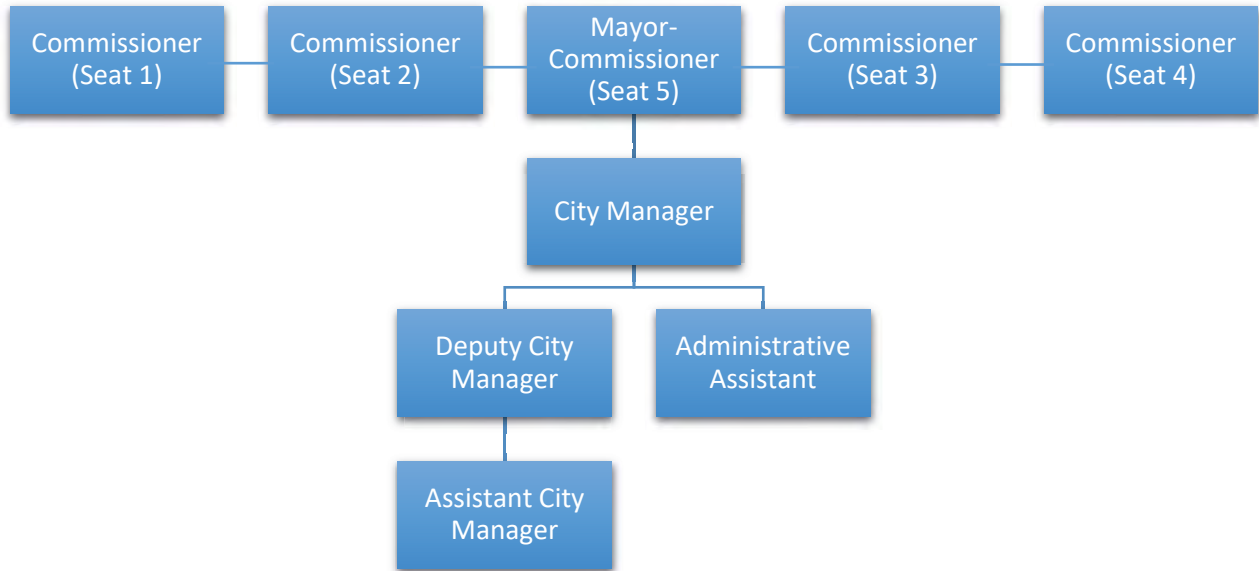 Commissioner
(Seat 1)
Commissioner
(Seat 2)
Mayor-
Commissioner
(Seat 5)
Commissioner
(Seat 3)
Commissioner
(Seat 4)
City Manager
Deputy City
Manager
Administrative
Assistant
Assistant City
Manager